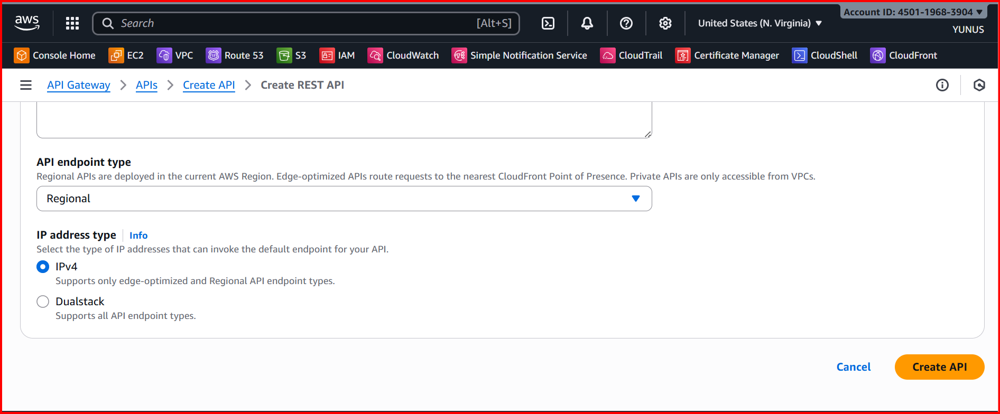 Account ID: 4501-1968-3904
aws
Search
[Alt+S]
United States (N. Virginia)
YUNUS
Console Home
EC2
VPC
Route 53
S3
IAM
CloudWatch
Simple Notification Service
CloudTrail
Certificate Manager
CloudShell
CloudFront
API Gateway
APIs
Create API
Create REST API
API endpoint type
Regional APIs are deployed in the current AWS Region. Edge-optimized APIs route requests to the nearest CloudFront Point of Presence. Private APIs are only accessible from VPCs.
Regional
IP address type
Info
Select the type of IP addresses that can invoke the default endpoint for your API.
IPv4
Supports only edge-optimized and Regional API endpoint types.
Dualstack
Supports all API endpoint types.
Cancel
Create API